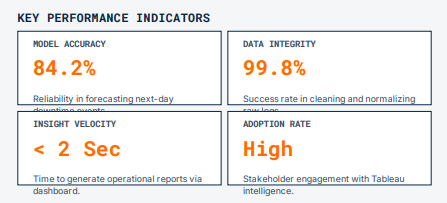 KEY PERFORMANCE INDICATORS
MODEL ACCURACY
84.2%
Reliability in forecasting next-day
downtime events.
DATA INTEGRITY
99.8%
Success rate in cleaning and normalizing
raw logs.
INSIGHT VELOCITY
< 2 Sec
Time to generate operational reports via
dashboard.
ADOPTION RATE
High
Stakeholder engagement with Tableau
intelligence.